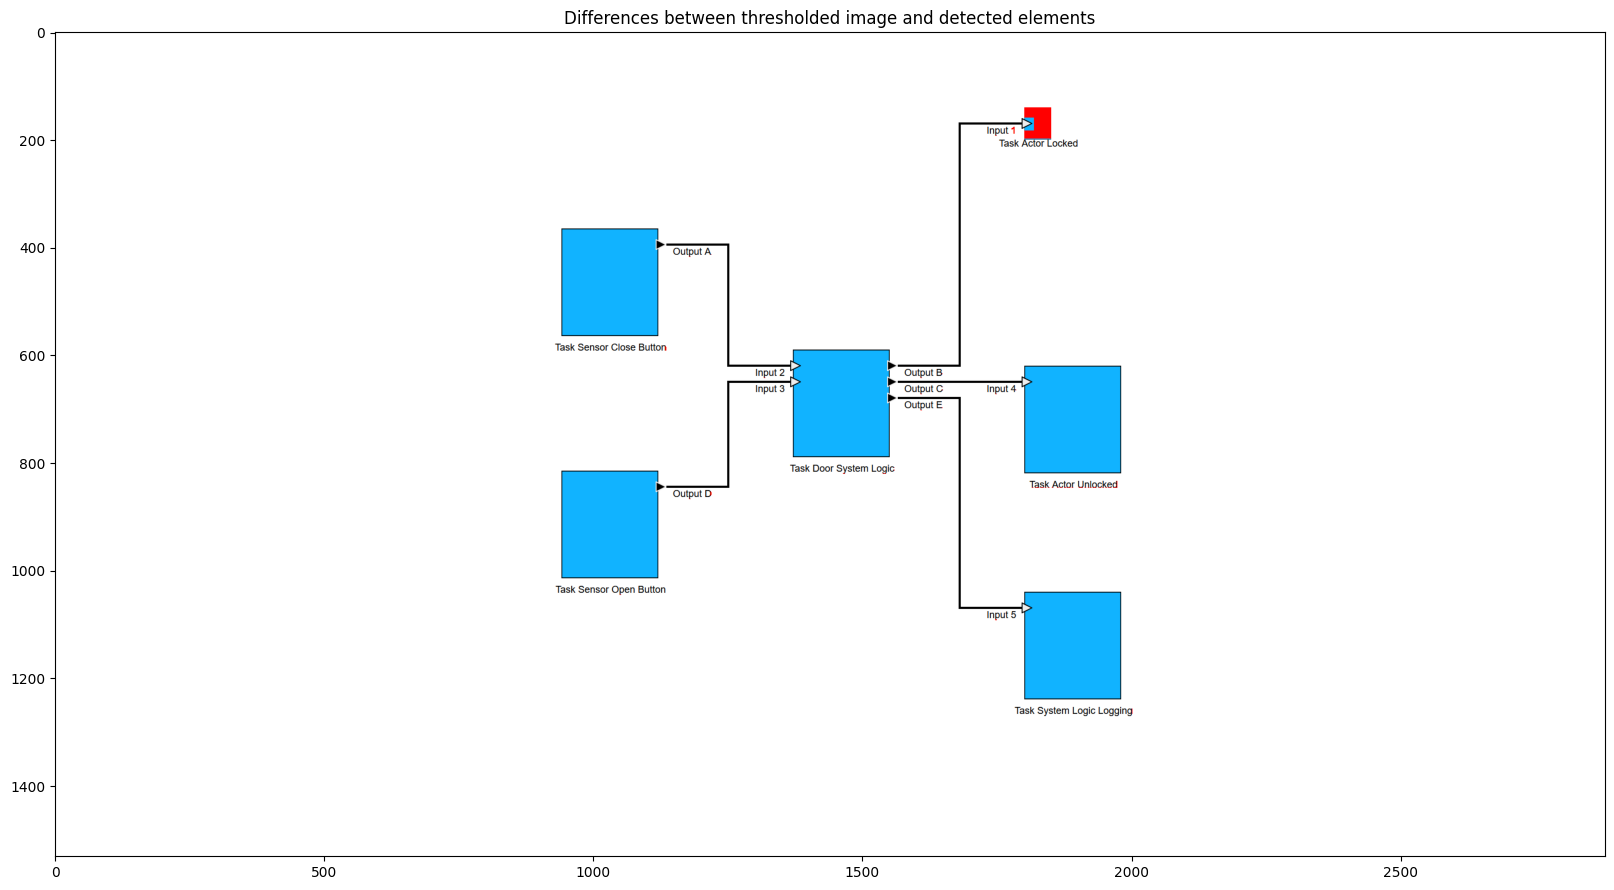 Differences between thresholded image and detected elements
0
200
400
600
800
1000
1200
1400
Input 1
Task Actor Locked
Output A
Task Sensor Close Button
Input 2
Input 3
Output B
Output C
Output E
Input 4
Task Door System Logic
Task Actor Unlocked
Output D
Task Sensor Open Button
Input 5
Task System Logic Logging
0
500
1000
1500
2000
2500